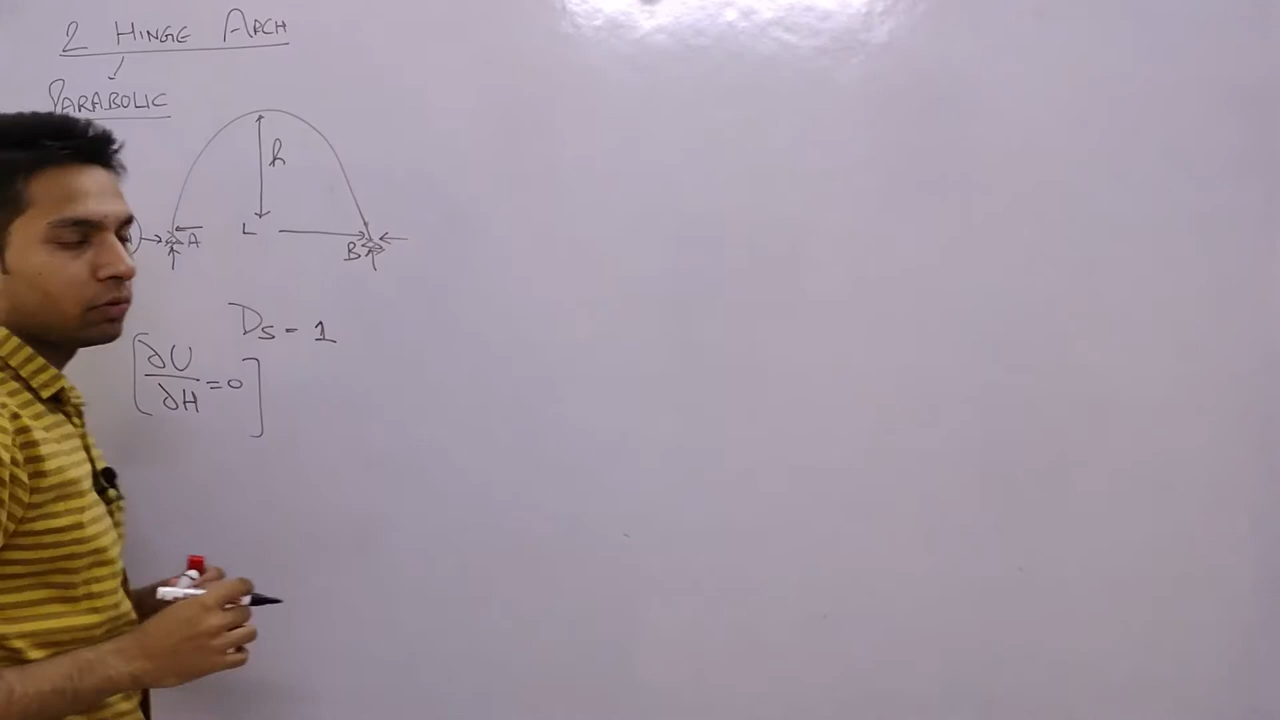 2 HINGE ARCH
PARABOLIC
h
L
A
B
Ds = 1
[∂U/∂H = 0]